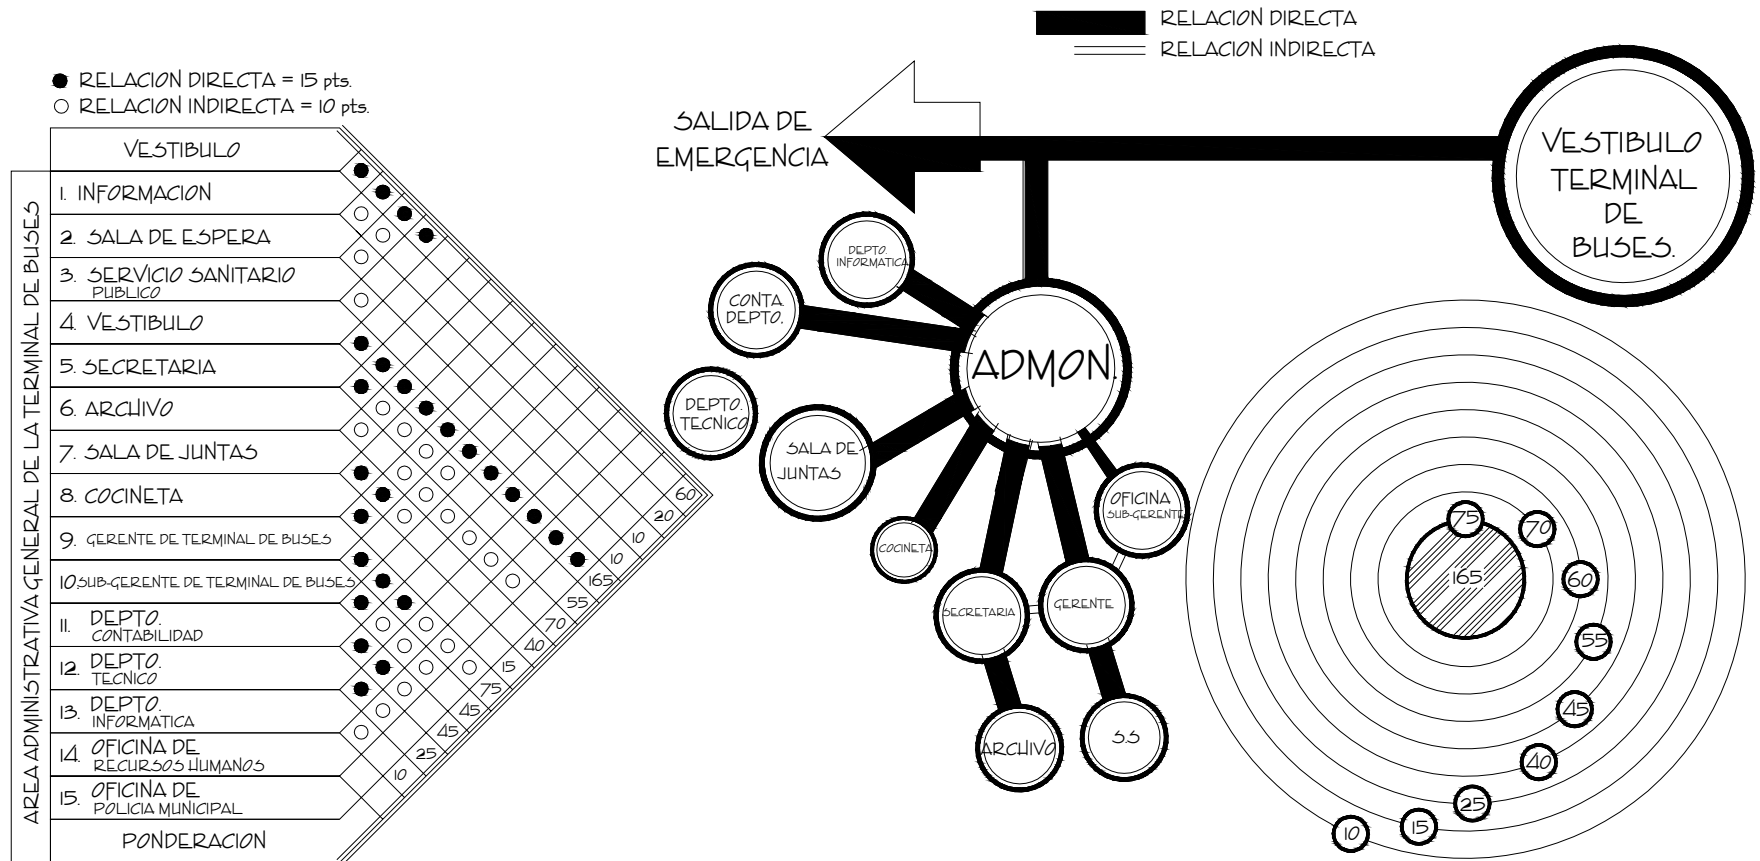 RELACION DIRECTA
RELACION INDIRECTA
RELACION DIRECTA = 15 pts.
RELACION INDIRECTA = 10 pts.
AREA ADMINISTRATIVA GENERAL DE LA TERMINAL DE BUSES
VESTIBULO
1. INFORMACION
2. SALA DE ESPERA
3. SERVICIO SANITARIO
PUBLICO
4. VESTIBULO
5. SECRETARIA
6. ARCHIVO
7. SALA DE JUNTAS
8. COCINETA
9. GERENTE DE TERMINAL DE BUSES
10. SUB-GERENTE DE TERMINAL DE BUSES
11. DEPTO.
CONTABILIDAD
12. DEPTO.
TECNICO
13. DEPTO.
INFORMATICA
14. OFICINA DE
RECURSOS HUMANOS
15. OFICINA DE
POLICIA MUNICIPAL
PONDERACION
60
20
10
10
165
55
70
40
15
75
45
45
25
10
SALIDA DE
EMERGENCIA
VESTIBULO
TERMINAL
DE
BUSES.
DEPTO.
INFORMATICA
CONTA.
DEPTO.
ADMON.
DEPTO.
TECNICO
SALA DE
JUNTAS
COCINETA
OFICINA
SUB-GERENTE
SECRETARIA
GERENTE
ARCHIVO
S.S
75
70
165
60
55
45
40
25
15
10